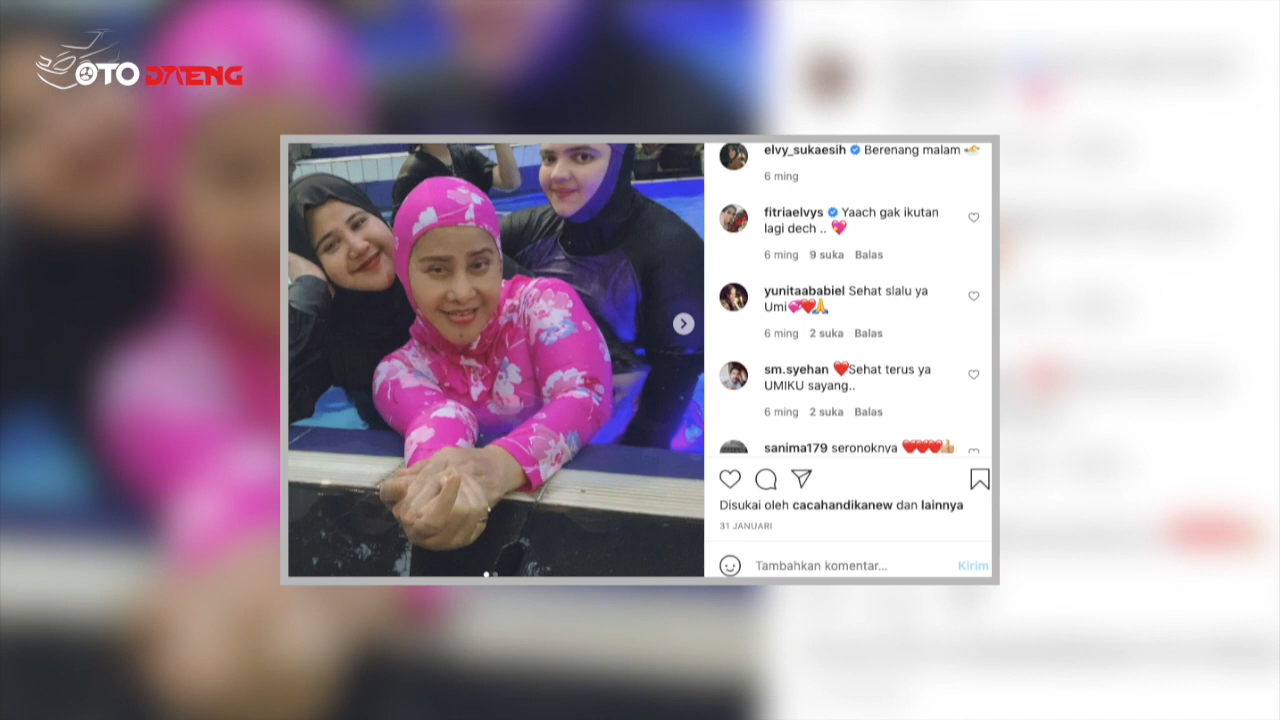 OTO DAENG
elvy_sukaesih Berenang malam
6 ming
fitriaelvys Yaach gak ikutan
lagi dech ..
6 ming 9 suka Balas
yunitaababiel Sehat slalu ya
Umi
6 ming 2 suka Balas
sm.syehan Sehat terus ya
UMIKU sayang..
6 ming 2 suka Balas
sanima179 seronoknya
Disukai oleh cacahandikanew dan lainnya
31 JANUARI
Tambahkan komentar... Kirim